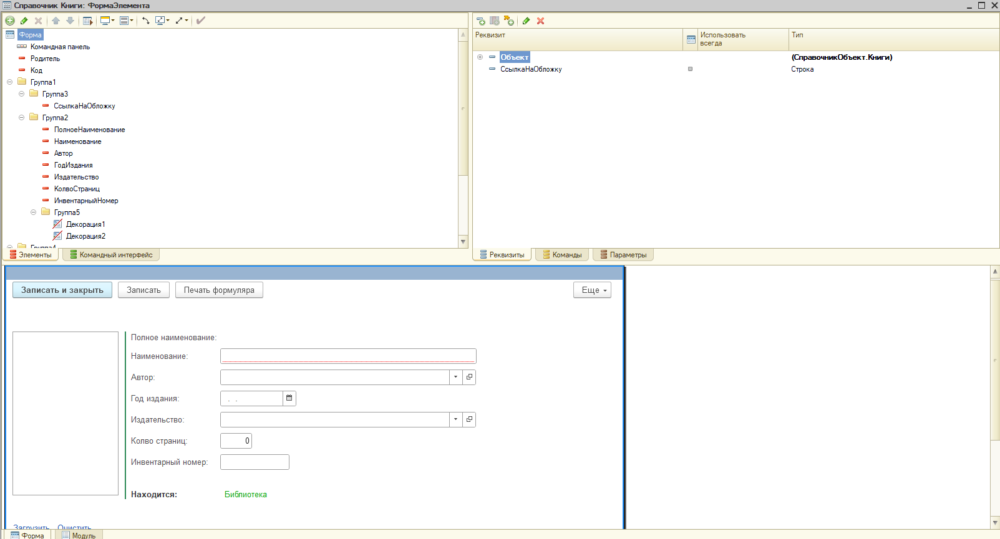 Справочник Книги: ФормаЭлемента
Форма
Командная панель
Родитель
Код
Группа1
Группа3
СсылкаНаОбложку
Группа2
ПолноеНаименование
Наименование
Автор
ГодИздания
Издательство
КолвоСтраниц
ИнвентарныйНомер
Группа5
Декорация1
Декорация2
Группа4
Элементы
Командный интерфейс
Реквизит
Использовать
всегда
Тип
Объект
(СправочникОбъект.Книги)
СсылкаНаОбложку
Строка
Реквизиты
Команды
Параметры
Записать и закрыть
Записать
Печать формуляра
Еще
Полное наименование:
Наименование:
Автор:
Год издания:
. .
Издательство:
Колво страниц:
0
Инвентарный номер:
Находится:
Библиотека
Загрузить
Очистить
Форма
Модуль